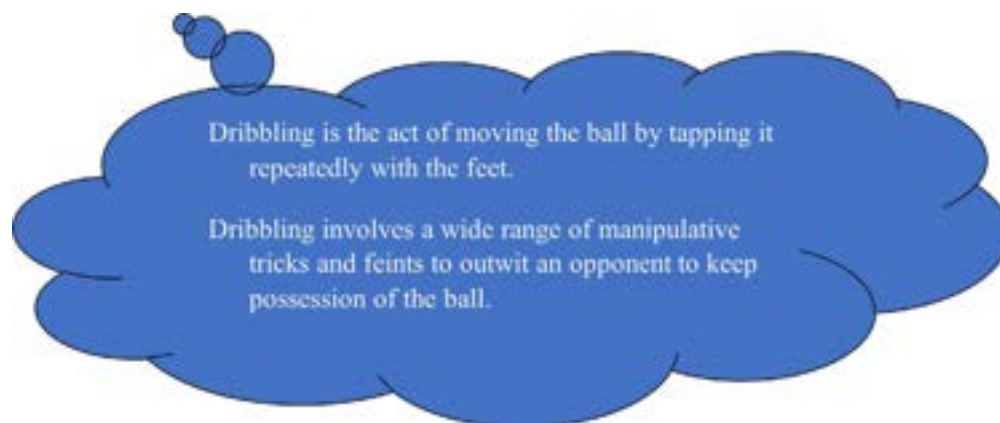 Dribbling is the act of moving the ball by tapping it
repeatedly with the feet.
Dribbling involves a wide range of manipulative
tricks and feints to outwit an opponent to keep
possession of the ball.